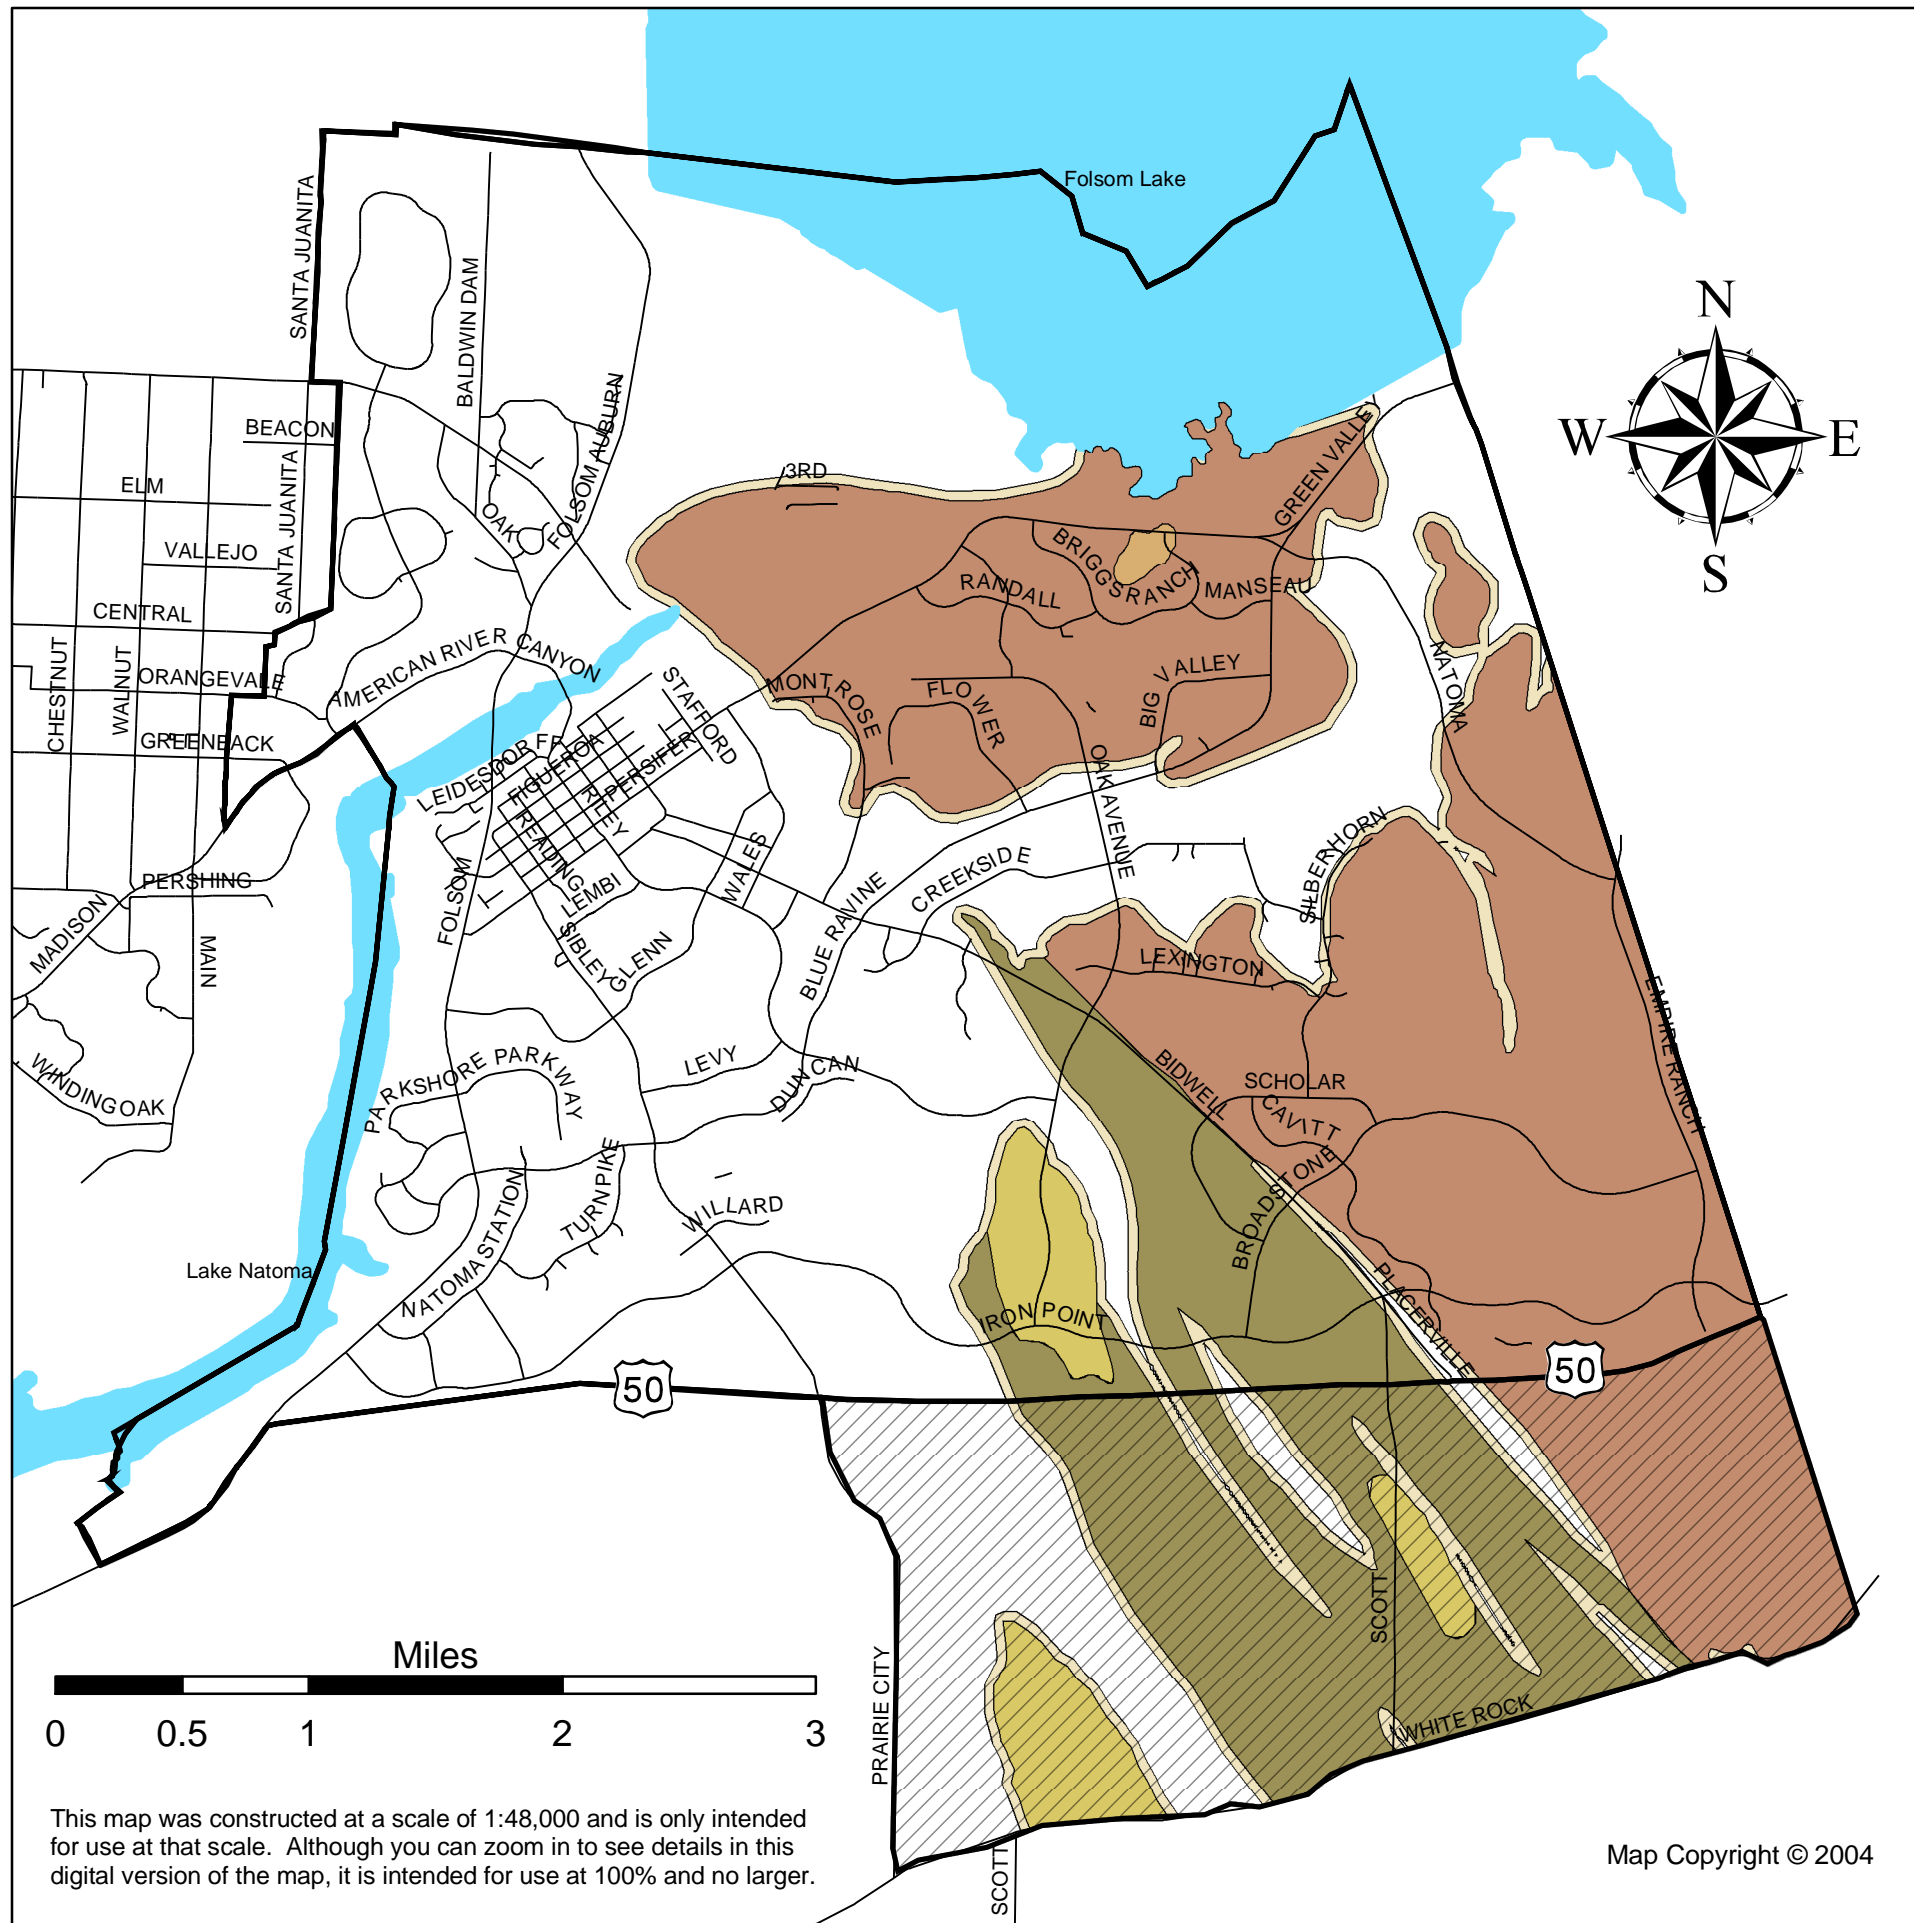 Folsom Lake
SANTA JUANITA
BALDWIN DAM
FOLSOM AUBURN
N
W
E
S
BEACON
ELM
SANTA JUANITA
OAK
3RD
GREEN VALLEY
VALLEJO
BRIGGS RANCH
RANDALL
MANSEAU
CENTRAL
AMERICAN RIVER CANYON
CHESTNUT
WALNUT
ORANGEVALE
STAFFORD
MONTROSE
FLOWER
BIG VALLEY
NATOMA
GREENBACK
LEIDESDORFF
FIGUEROA
PERSIFER
RILEY
READING
OAK AVENUE
WALES
PERSHING
LEMBI
CREEKSIDE
SILBERHORN
MADISON
MAIN
FOLSOM
SIBLEY
GLENN
BLUE RAVINE
LEXINGTON
EMPIRE RANCH
WINDING OAK
PARKSHORE PARKWAY
LEVY
DUNCAN
BIDWELL
SCHOLAR
CAVITT
BROADSTONE
TURNPIKE
WILLARD
NATOMA STATION
Lake Natoma
IRON POINT
PLACERVILLE
50
50
SCOTT
PRAIRIE CITY
WHITE ROCK
SCOTT
Miles
0 0.5 1 2 3
This map was constructed at a scale of 1:48,000 and is only intended
for use at that scale. Although you can zoom in to see details in this
digital version of the map, it is intended for use at 100% and no larger.
Map Copyright © 2004